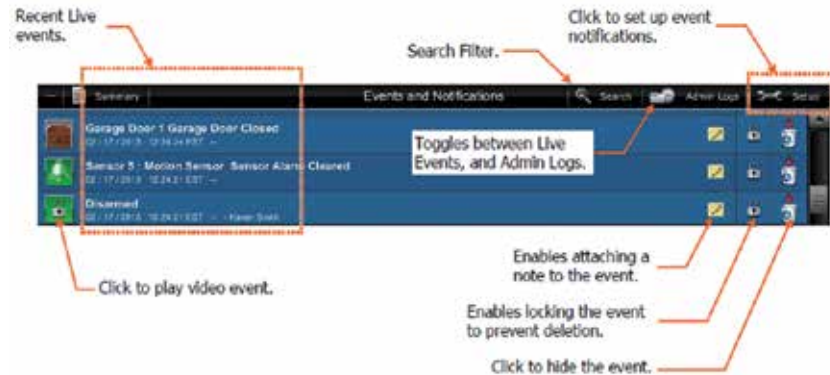 Recent Live
events.
Click to set up event
notifications.
Search Filter.
Summary
Events and Notifications
Search
Admin Logs
Setup
Garage Door 1 Garage Door Closed
Toggles between Live
Events, and Admin Logs.
Sensor 5 : Motion Sensor Sensor Alarm Cleared
Disarmed
Enables attaching a
note to the event.
Click to play video event.
Enables locking the event
to prevent deletion.
Click to hide the event.